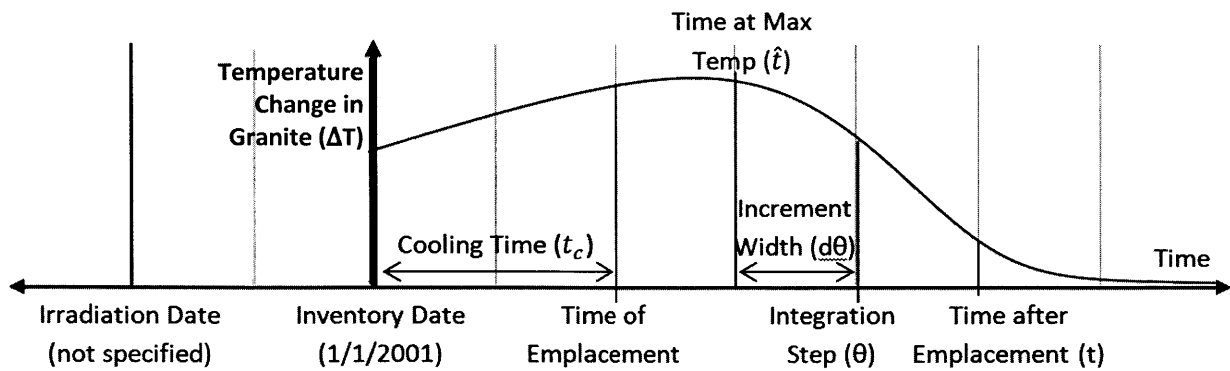 Time at Max
Temp (t̂)
Temperature
Change in
Granite (ΔT)
Increment
Width (dθ)
Cooling Time (t_c)
Time
Irradiation Date
(not specified)
Inventory Date
(1/1/2001)
Time of
Emplacement
Integration
Step (θ)
Time after
Emplacement (t)